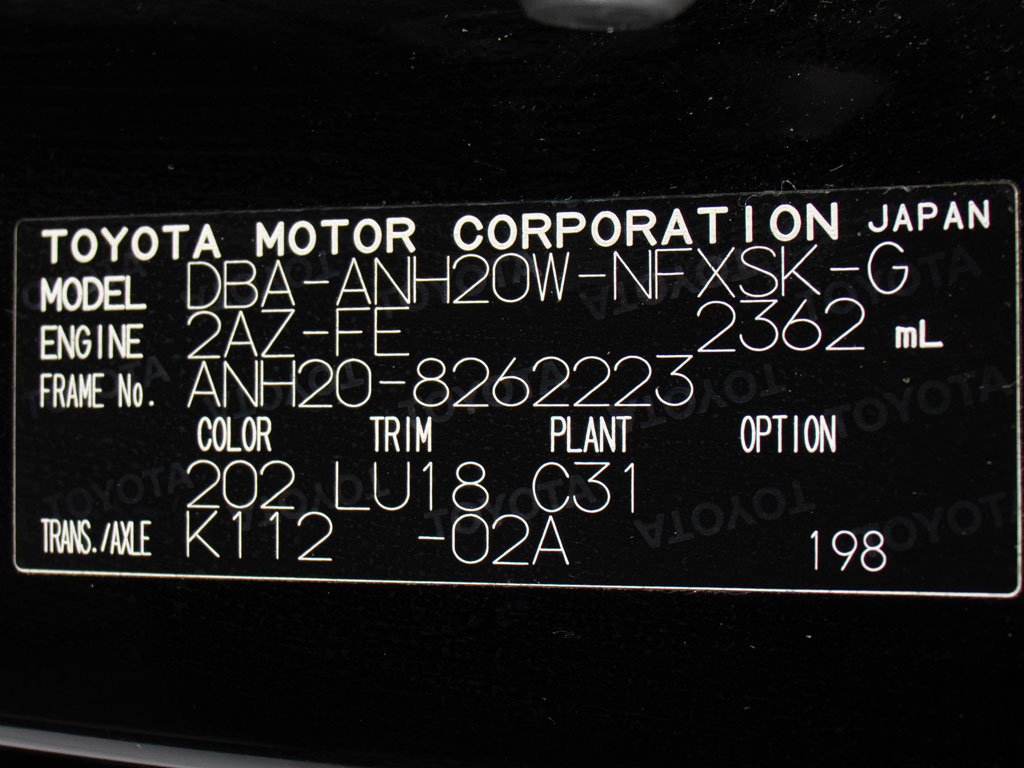 TOYOTA MOTOR CORPORATION JAPAN
MODEL DBA-ANH20W-NFXSK-G
ENGINE 2AZ-FE 2362 mL
FRAME No. ANH20-8262223
COLOR TRIM PLANT OPTION
202 LU18 C31
TRANS./AXLE K112 -02A 198